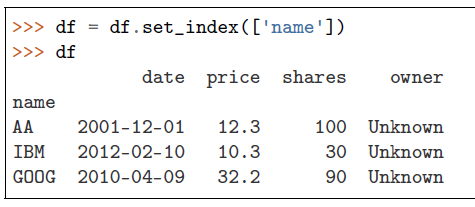 >>> df = df.set_index(['name'])
>>> df
            date  price  shares    owner
name
AA    2001-12-01   12.3     100  Unknown
IBM   2012-02-10   10.3      30  Unknown
GOOG  2010-04-09   32.2      90  Unknown